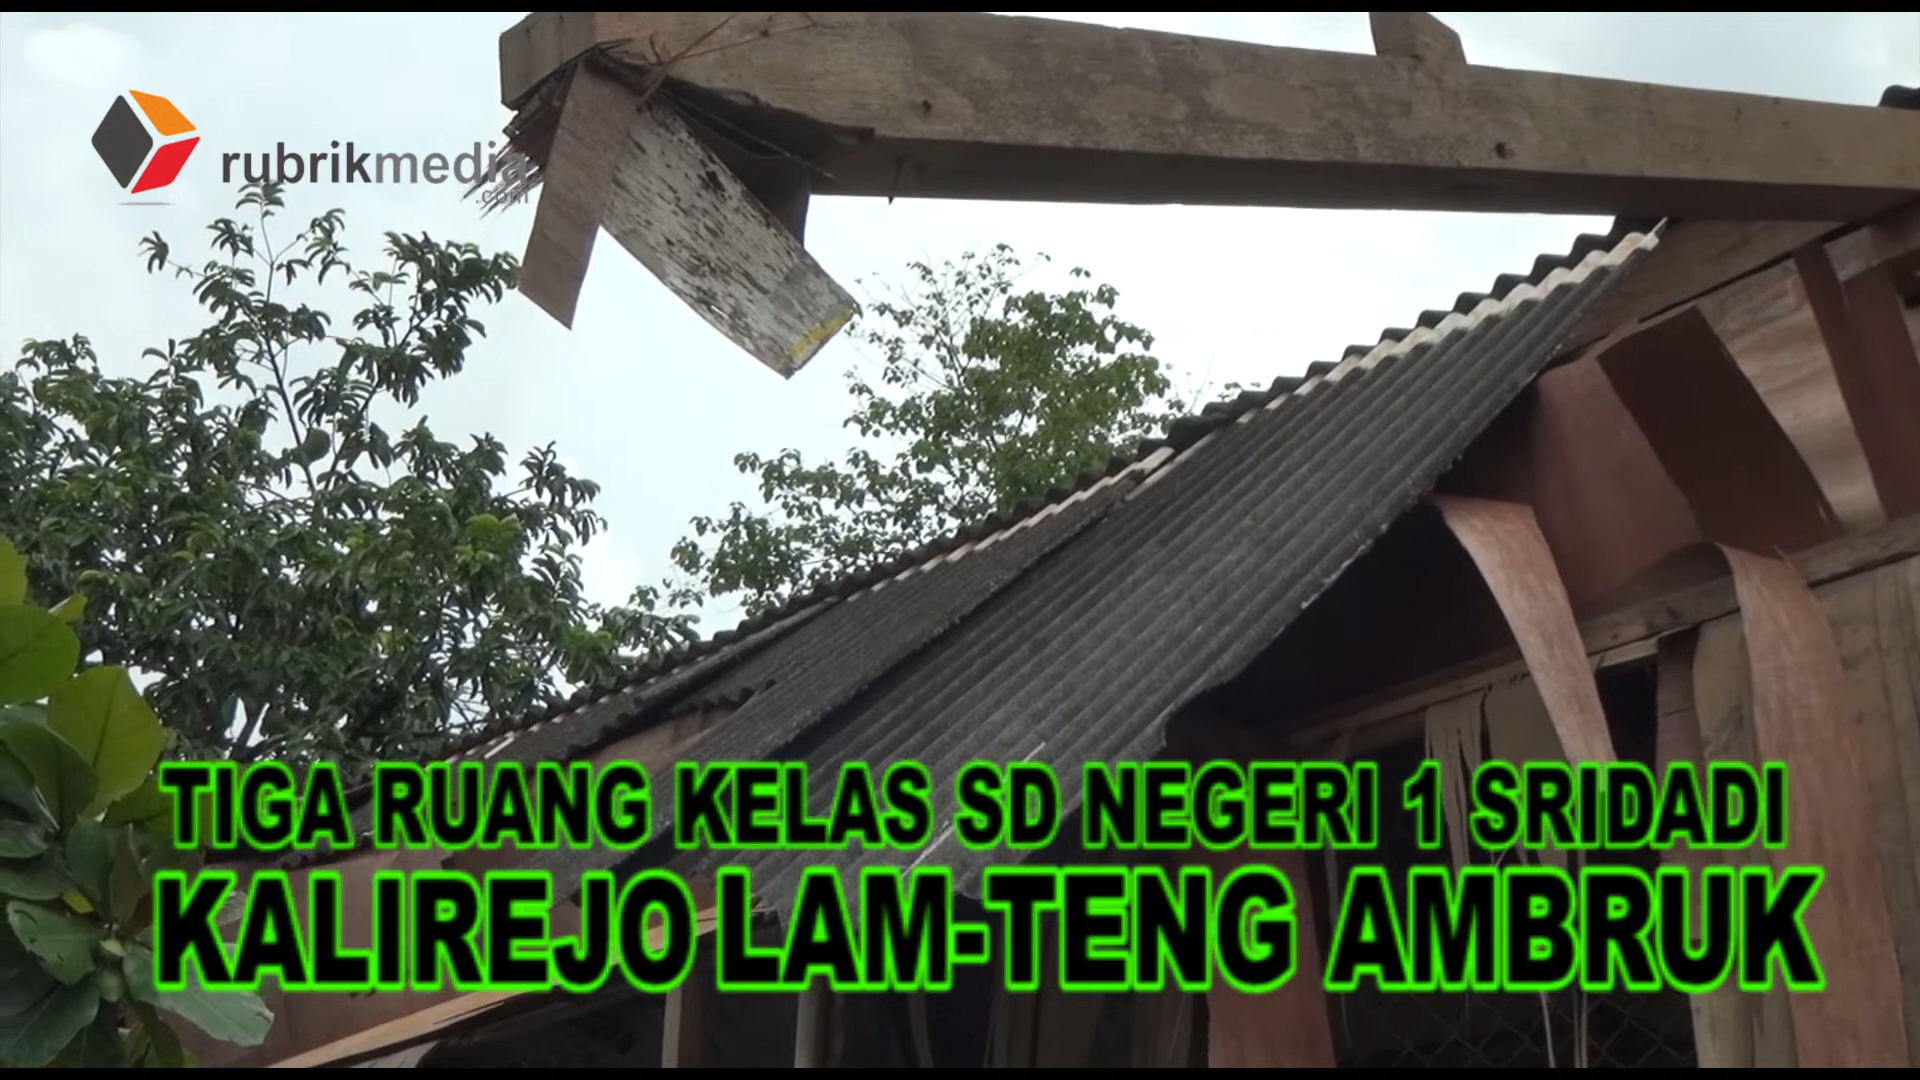 rubrikmedia
.com
TIGA RUANG KELAS SD NEGERI 1 SRIDADI
KALIREJO LAM-TENG AMBRUK